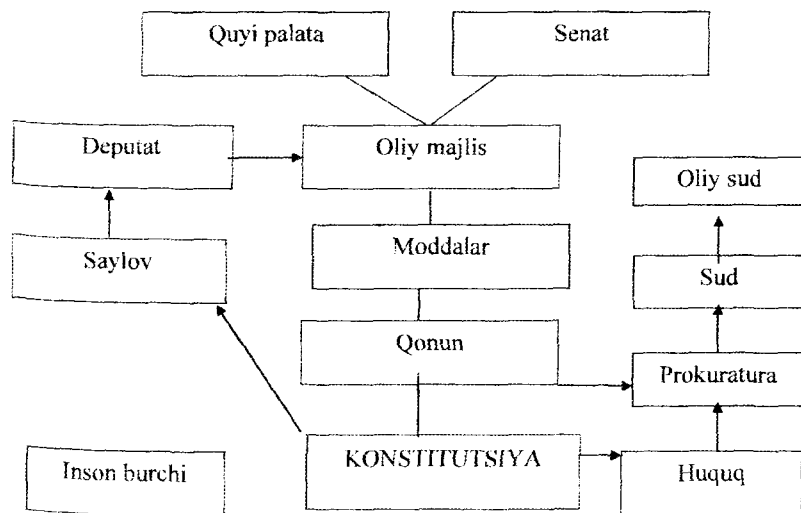 Quyi palata
Senat
Deputat
Oliy majlis
Oliy sud
Saylov
Moddalar
Sud
Qonun
Prokuratura
Inson burchi
KONSTITUTSIYA
Huquq